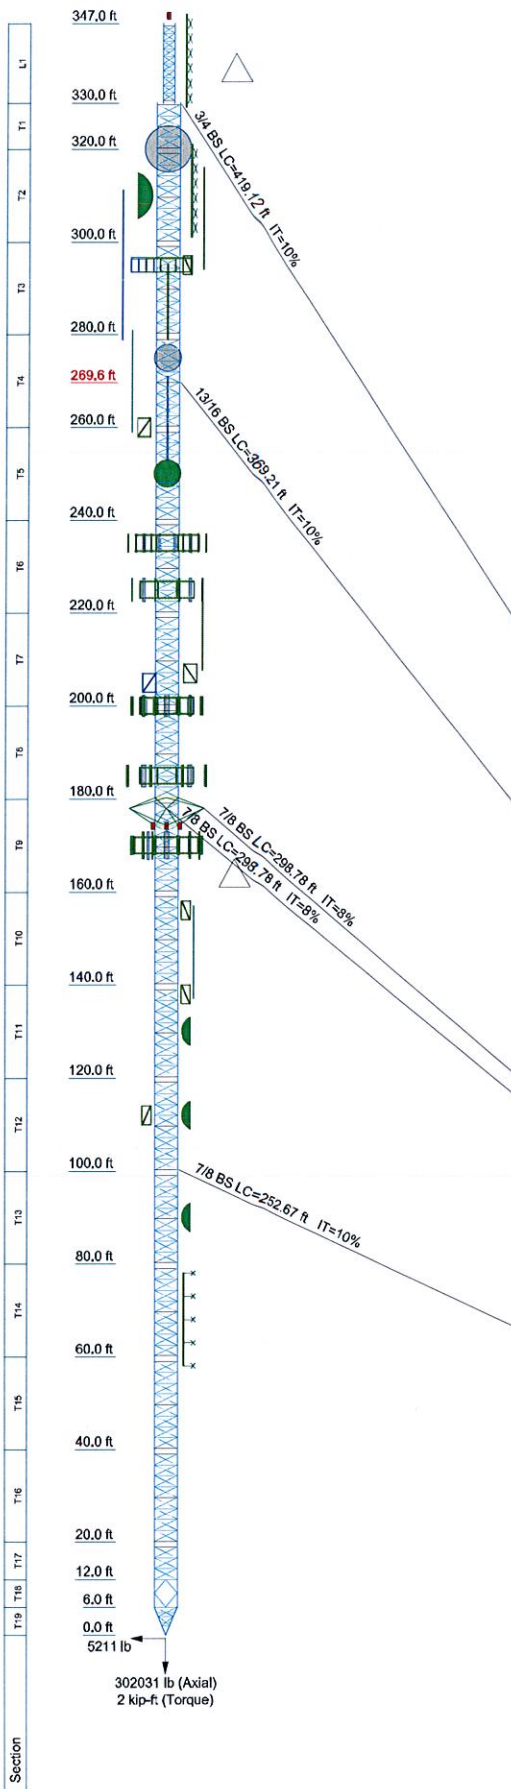 347.0 ft
L1
330.0 ft
T1
3/4 BS LC=419.12 ft IT=10%
320.0 ft
T2
300.0 ft
T3
280.0 ft
269.6 ft
T4
13/16 BS LC=369.21 ft IT=10%
260.0 ft
T5
240.0 ft
T6
220.0 ft
T7
200.0 ft
T8
180.0 ft
7/8 BS LC=298.78 ft IT=8%
7/8 BS LC=298.78 ft IT=8%
T9
160.0 ft
T10
140.0 ft
T11
120.0 ft
T12
100.0 ft
7/8 BS LC=252.67 ft IT=10%
T13
80.0 ft
T14
60.0 ft
T15
40.0 ft
T16
20.0 ft
T17
12.0 ft
T18
6.0 ft
T19
0.0 ft
5211 lb
302031 lb (Axial)
2 kip-ft (Torque)
Section